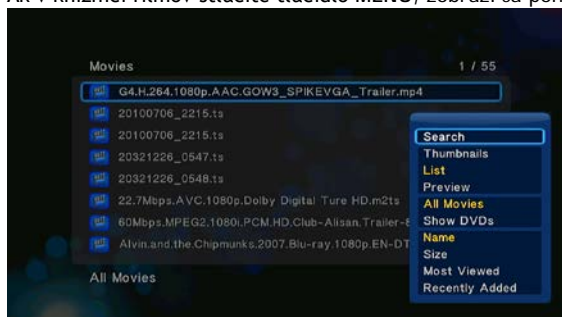 Movies 1 / 55
G4.H.264.1080p.AAC.GOW3_SPIKEVGA_Trailer.mp4
20100706_2215.ts
20100706_2215.ts
20321226_0547.ts
20321226_0548.ts
22.7Mbps.AVC.1080p.Dolby Digital Ture HD.m2ts
60Mbps.MPEG2.1080i.PCM.HD.Club-Alisan.Trailer-
Alvin.and.the.Chipmunks.2007.Blu-ray.1080p.EN-DT
All Movies
Search
Thumbnails
List
Preview
All Movies
Show DVDs
Name
Size
Most Viewed
Recently Added